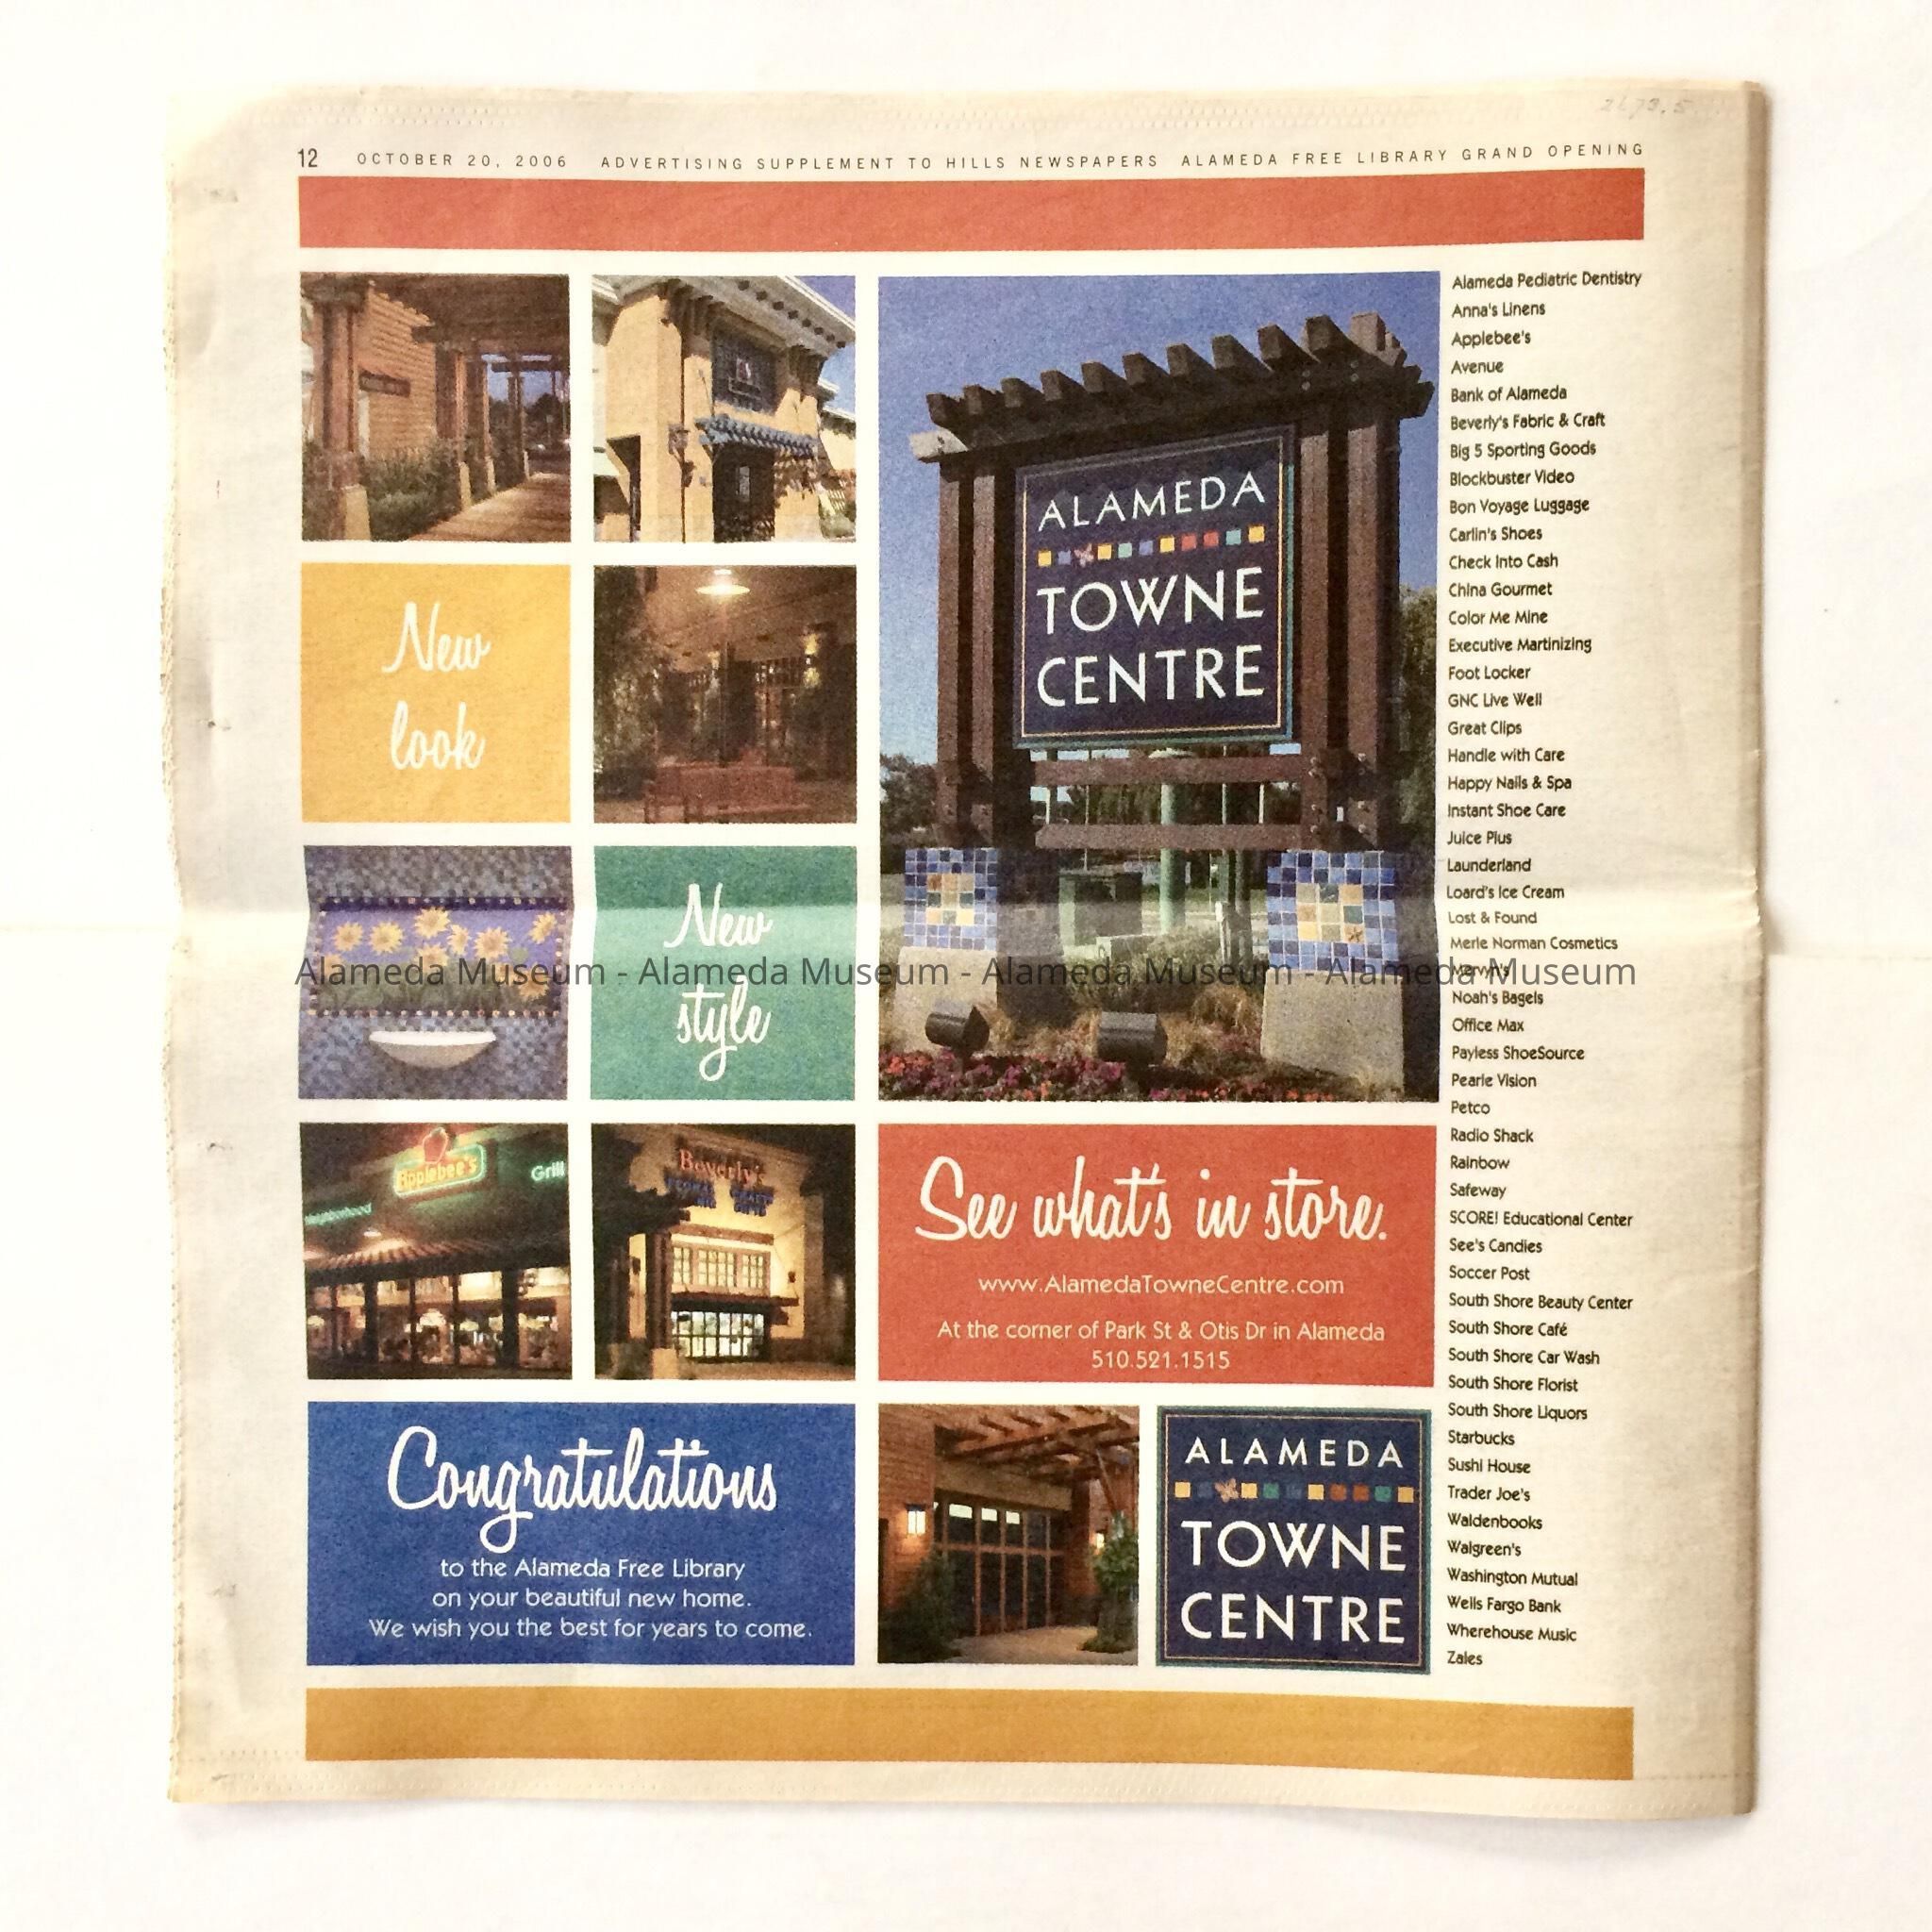 12 OCTOBER 20, 2006 ADVERTISING SUPPLEMENT TO HILLS NEWSPAPERS ALAMEDA FREE LIBRARY GRAND OPENING
New
look
New
style
ALAMEDA
TOWNE
CENTRE
Neighborhood
Applebee's
Grill
Beverly's
See what's in store.
www.AlamedaTowneCentre.com
At the corner of Park St & Otis Dr in Alameda
510.521.1515
Congratulations
to the Alameda Free Library
on your beautiful new home.
We wish you the best for years to come.
ALAMEDA
TOWNE
CENTRE
Alameda Pediatric Dentistry
Anna's Linens
Applebee's
Avenue
Bank of Alameda
Beverly's Fabric & Craft
Big 5 Sporting Goods
Blockbuster Video
Bon Voyage Luggage
Carlin's Shoes
Check Into Cash
China Gourmet
Color Me Mine
Executive Martinizing
Foot Locker
GNC Live Well
Great Clips
Handle with Care
Happy Nails & Spa
Instant Shoe Care
Juice Plus
Launderland
Loard's Ice Cream
Lost & Found
Merle Norman Cosmetics
Mervyn's
Noah's Bagels
Office Max
Payless ShoeSource
Pearle Vision
Petco
Radio Shack
Rainbow
Safeway
SCORE! Educational Center
See's Candies
Soccer Post
South Shore Beauty Center
South Shore Café
South Shore Car Wash
South Shore Florist
South Shore Liquors
Starbucks
Sushi House
Trader Joe's
Waldenbooks
Walgreen's
Washington Mutual
Wells Fargo Bank
Wherehouse Music
Zales
Alameda Museum - Alameda Museum - Alameda Museum - Alameda Museum